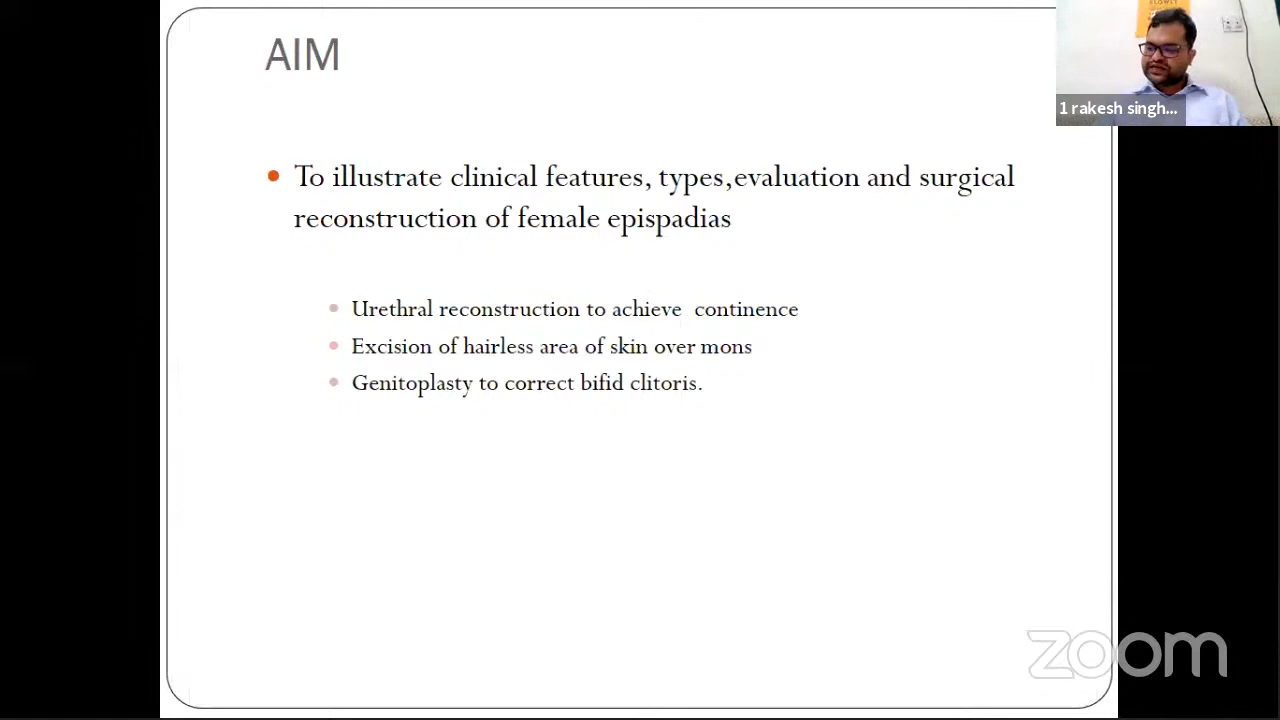 AIM
1 rakesh singh...
To illustrate clinical features, types,evaluation and surgical
reconstruction of female epispadias
Urethral reconstruction to achieve continence
Excision of hairless area of skin over mons
Genitoplasty to correct bifid clitoris.
zoom